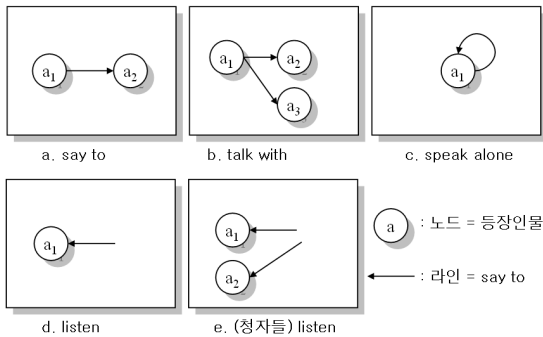 a₁ a₂
a₁ a₂
a₃
a₁
a. say to
b. talk with
c. speak alone
a₁
a₁
a₂
a : 노드 = 등장인물
: 라인 = say to
d. listen
e. (청자들) listen